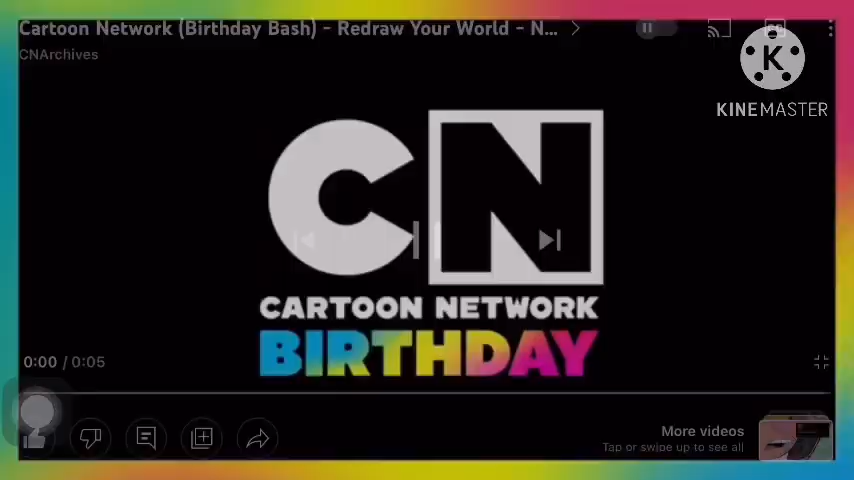 Cartoon Network (Birthday Bash) - Redraw Your World - N...
CNArchives
K
KINEMASTER
CN
CARTOON NETWORK
BIRTHDAY
0:00 / 0:05
More videos
Tap or swipe up to see all